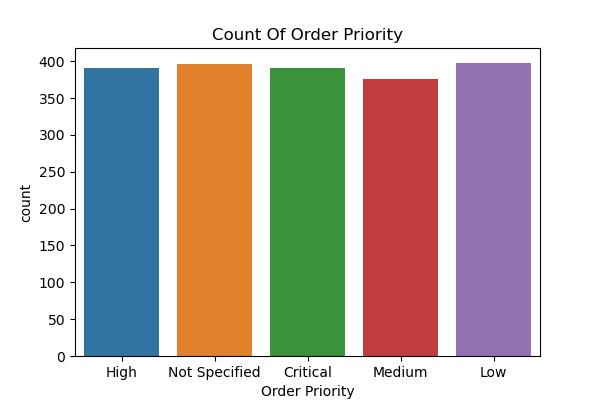 Count Of Order Priority
400
350
300
250
200
150
100
50
0
count
High Not Specified Critical Medium Low
Order Priority